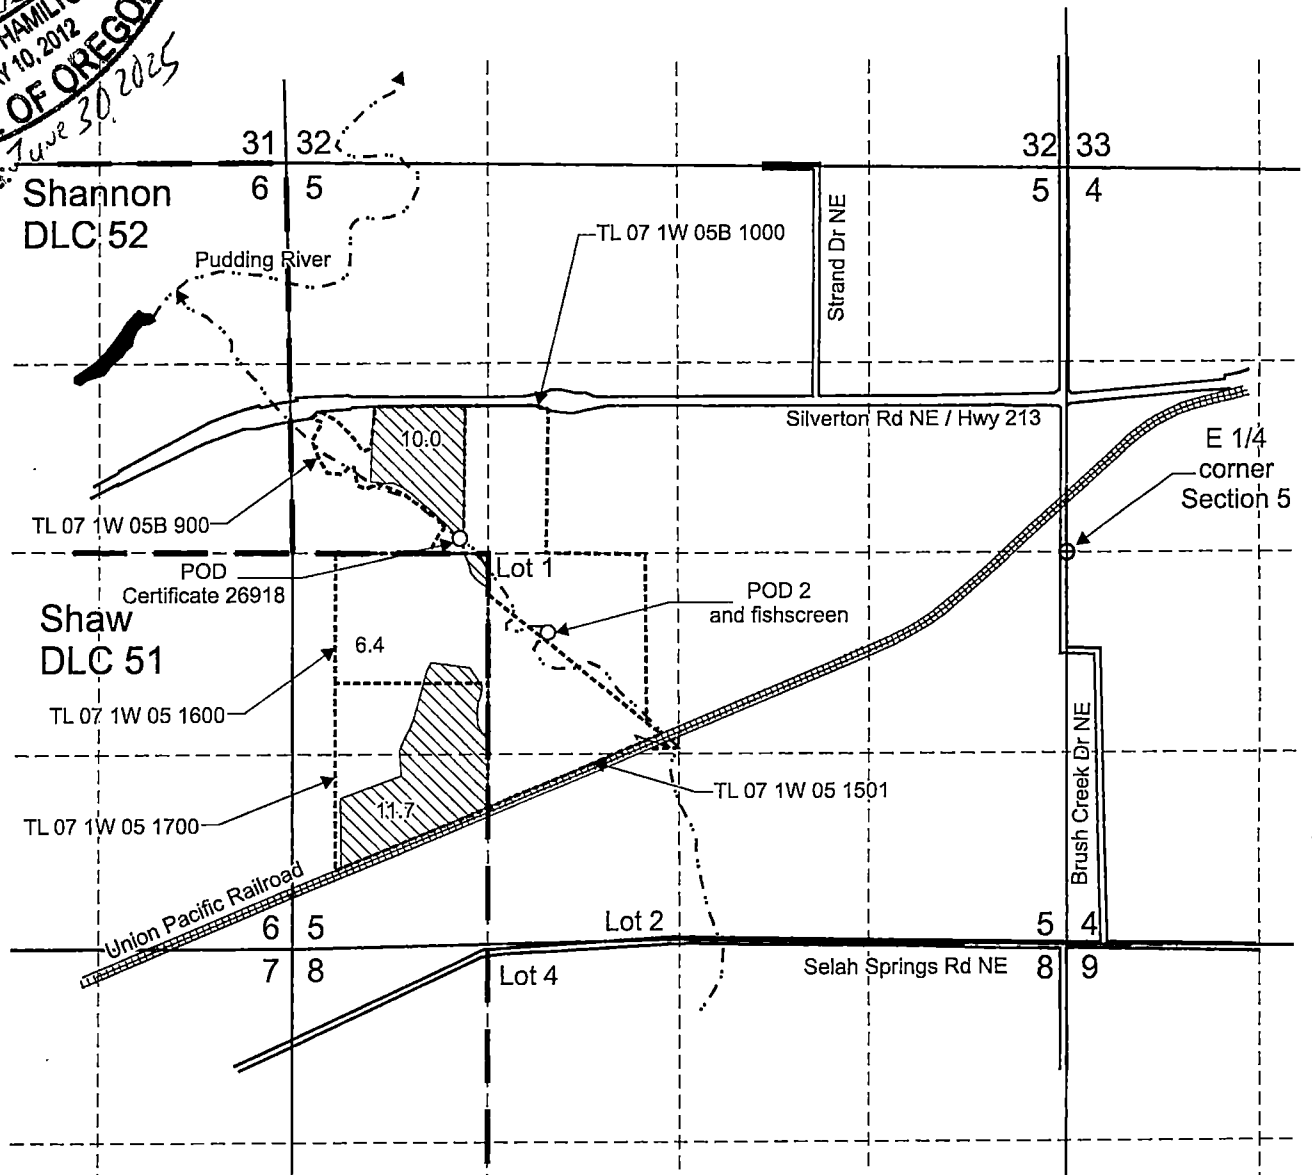 HAMILTO
Y 10, 2012
OF OREGO
June 30, 2025
31 32
32 33
6 5
5 4
Shannon
DLC 52
TL 07 1W 05B 1000
Strand Dr NE
Pudding River
Silverton Rd NE / Hwy 213
10.0
E 1/4
corner
Section 5
TL 07 1W 05B 900
POD
Certificate 26918
Lot 1
POD 2
and fishscreen
Shaw
DLC 51
6.4
TL 07 1W 05 1600
TL 07 1W 05 1501
Brush Creek Dr NE
11.7
TL 07 1W 05 1700
Union Pacific Railroad
Lot 2
6 5
5 4
7 8
Lot 4
Selah Springs Rd NE
8 9